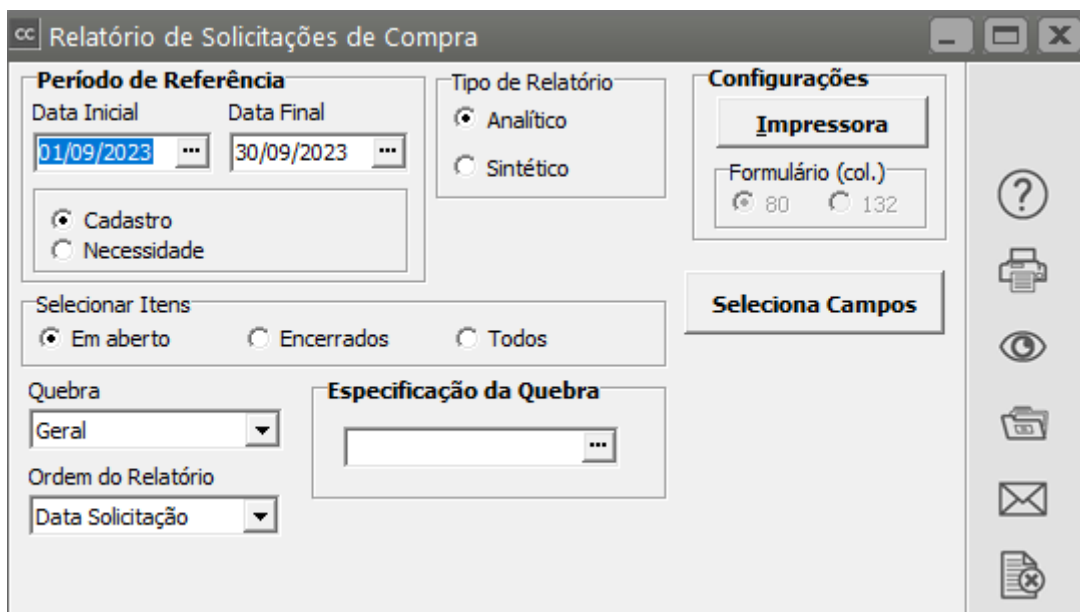 cc Relatório de Solicitações de Compra
Período de Referência
Data Inicial Data Final
01/09/2023 ... 30/09/2023 ...
Cadastro
Necessidade
Tipo de Relatório
Analítico
Sintético
Configurações
Impressora
Formulário (col.)
80 132
Selecionar Itens
Em aberto Encerrados Todos
Seleciona Campos
Quebra
Geral
Especificação da Quebra
...
Ordem do Relatório
Data Solicitação
?